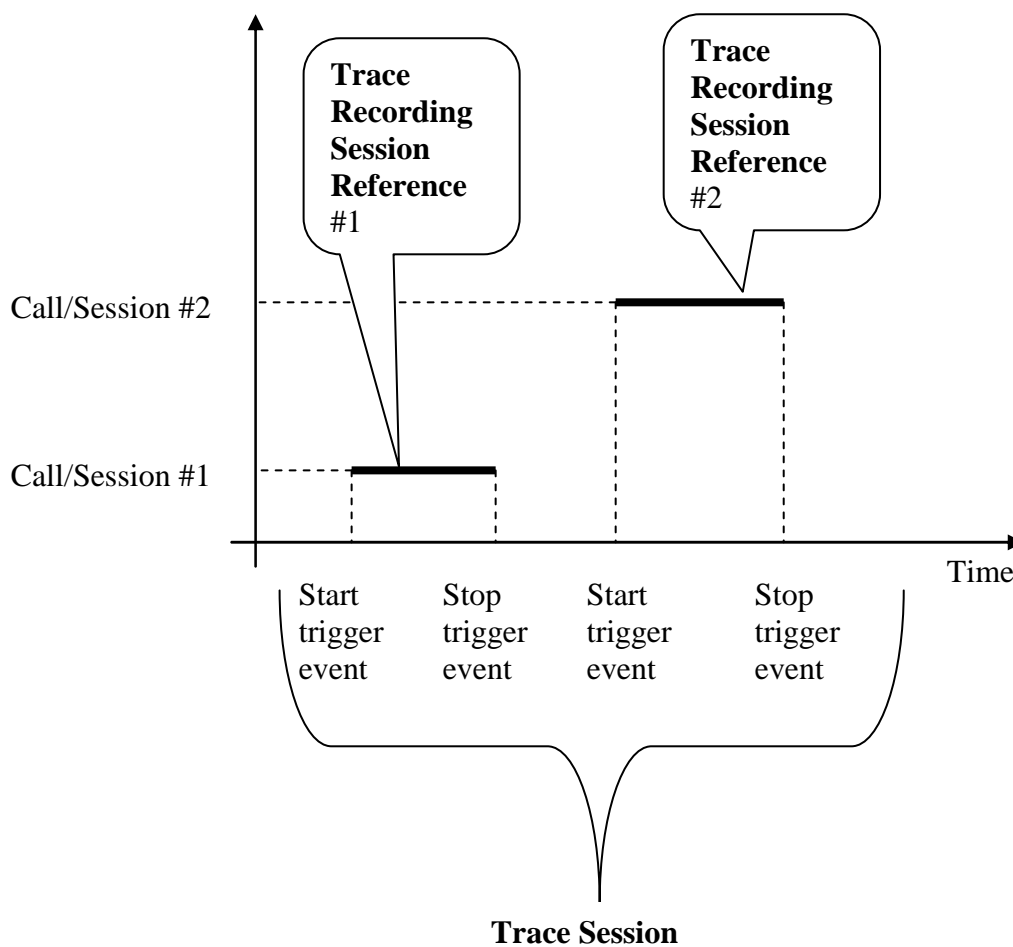 Trace
Recording
Session
Reference
#1
Trace
Recording
Session
Reference
#2
Call/Session #2
Call/Session #1
Time
Start
trigger
event
Stop
trigger
event
Start
trigger
event
Stop
trigger
event
Trace Session